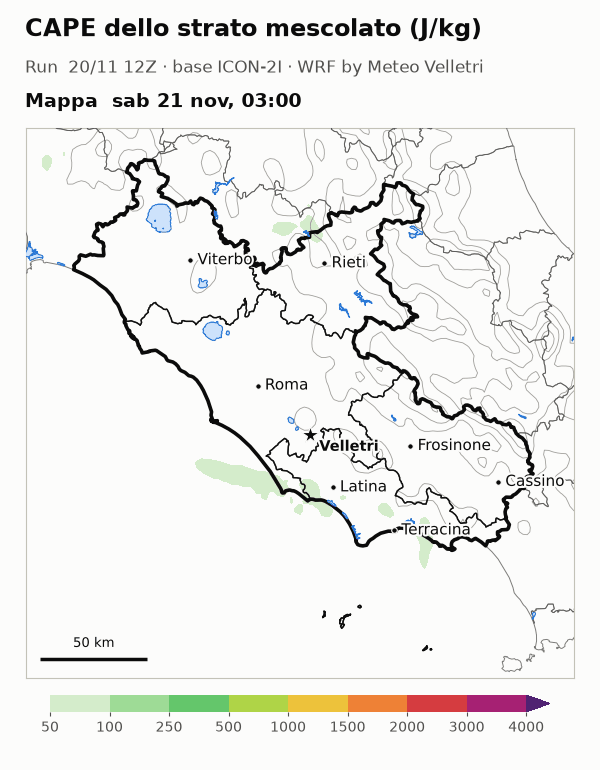 CAPE dello strato mescolato (J/kg)
Run  20/11 12Z · base ICON-2I · WRF by Meteo Velletri
Mappa  sab 21 nov, 03:00
Viterbo
Rieti
Roma
Velletri
Frosinone
Latina
Cassino
Terracina
50 km
50 100 250 500 1000 1500 2000 3000 4000